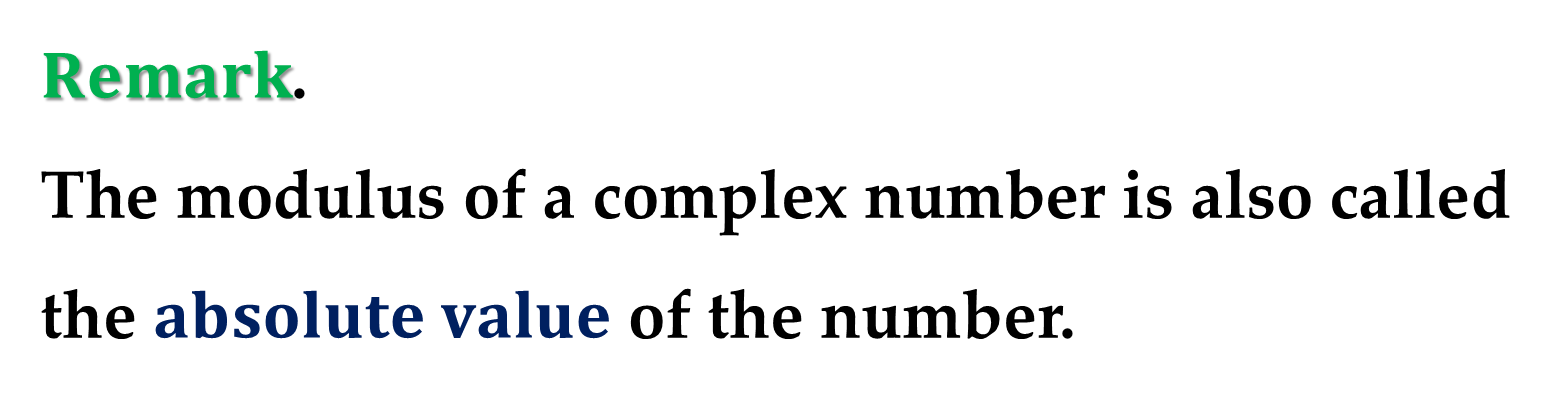 Remark.
The modulus of a complex number is also called
the absolute value of the number.